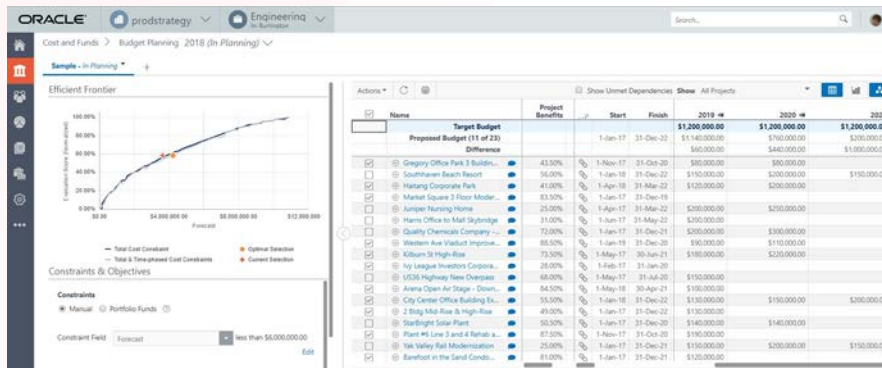 ORACLE® prodstrategy Engineering
In Burlington
Search...
Cost and Funds > Budget Planning 2018 (In Planning)
Sample - In Planning * +
Efficient Frontier
Evaluation Score (Normalized)
100.00%
80.00%
60.00%
40.00%
20.00%
0.00%
$0.00 $4,000,000.00 $8,000,000.00 $12,000,000
Forecast
Total Cost Constraint Optimal Selection
Total & Time-phased Cost Constraints Current Selection
Constraints & Objectives
Constraints
Manual Portfolio Funds
Constraint Field Forecast less than $6,000,000.00
Edit
Actions Show Unmet Dependencies Show All Projects
Name Project Benefits Start Finish 2019 2020 202
Target Budget $1,200,000.00 $1,200,000.00 $1,200,000.0
Proposed Budget (11 of 23) 1-Jan-17 31-Dec-22 $1,140,000.00 $760,000.00 $200,000.0
Difference $60,000.00 $440,000.00 $1,000,000.0
Gregory Office Park 3 Buildin... 43.50% 1-Nov-17 31-Oct-20 $80,000.00 $80,000.00
Southhaven Beach Resort 56.00% 1-Jan-18 31-Dec-22 $150,000.00 $200,000.00 $150,000.0
Haitang Corporate Park 41.00% 1-Apr-18 31-Mar-22 $120,000.00 $200,000.00
Market Square 3 Floor Moder... 83.50% 1-Jan-17 31-Dec-19
Juniper Nursing Home 25.00% 1-Apr-17 31-Mar-22 $200,000.00 $250,000.00
Harris Office to Mall Skybridge 31.00% 1-Jun-17 31-May-22 $200,000.00
Quality Chemicals Company -... 72.00% 1-Jan-17 31-Dec-21 $200,000.00 $300,000.00
Western Ave Viaduct Improve... 88.50% 1-Jan-19 31-Dec-20 $90,000.00 $110,000.00
Kilburn St High-Rise 73.50% 1-May-17 30-Jun-21 $180,000.00 $220,000.00
Ivy League Investors Corpora... 28.00% 1-Feb-17 31-Jan-20
US36 Highway New Overpass 68.00% 1-May-17 31-Jul-20 $150,000.00
Arena Open Air Stage - Down... 84.50% 1-May-18 30-Apr-21 $100,000.00
City Center Office Building Ex... 55.50% 1-Jan-18 31-Dec-22 $130,000.00 $150,000.00 $200,000.0
2 Bldg Mid-Rise & High-Rise 49.00% 1-Jan-17 31-Dec-22 $130,000.00
StarBright Solar Plant 50.50% 1-Jan-17 31-Dec-20 $140,000.00 $140,000.00
Plant #6 Line 3 and 4 Rehab a... 87.50% 1-Nov-17 31-Oct-20 $190,000.00
Yak Valley Rail Modernization 25.00% 1-Jan-17 31-Dec-21 $150,000.00 $200,000.00 $150,000.0
Barefoot in the Sand Condo... 81.00% 1-Jan-17 31-Dec-21 $120,000.00